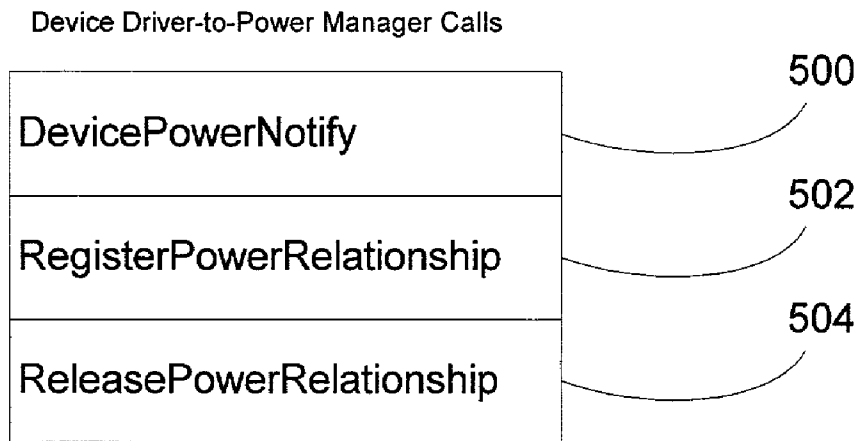 Device Driver-to-Power Manager Calls
500
DevicePowerNotify
502
RegisterPowerRelationship
504
ReleasePowerRelationship